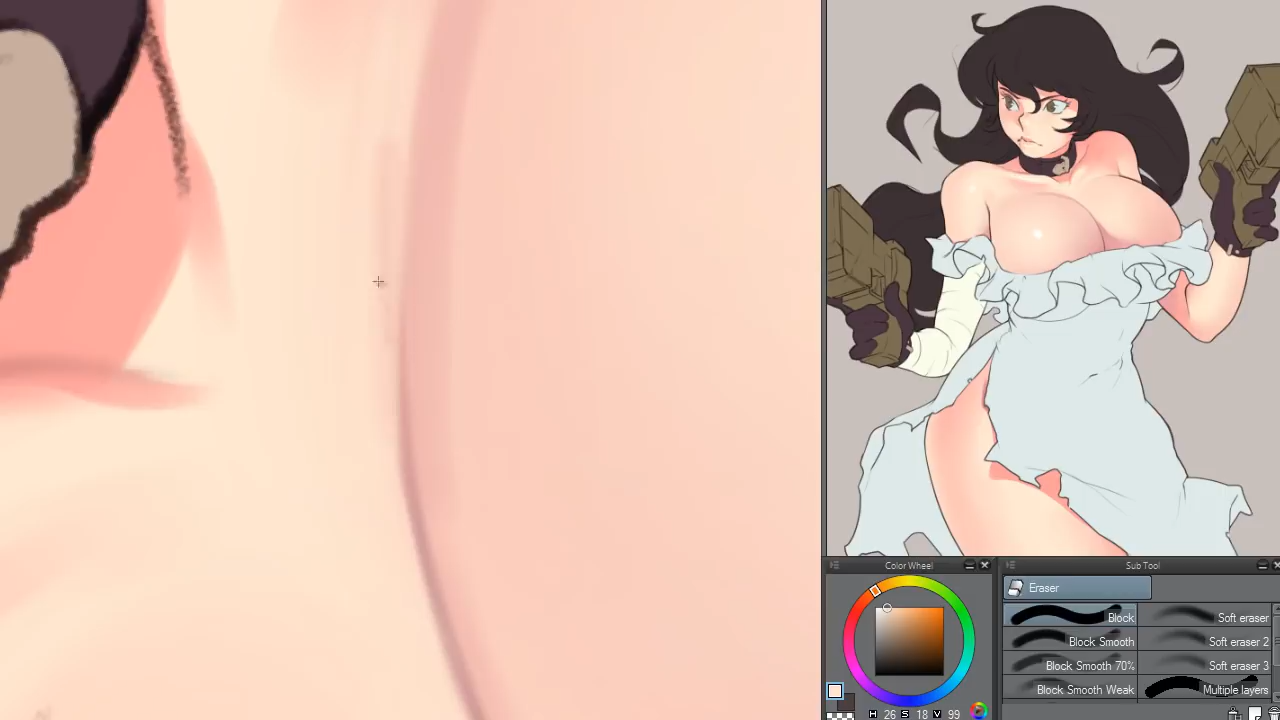 Color Wheel
Sub Tool
Eraser
Block
Soft eraser
Block Smooth
Soft eraser 2
Block Smooth 70%
Soft eraser 3
Block Smooth Weak
Multiple layers
H 26 S 18 V 99